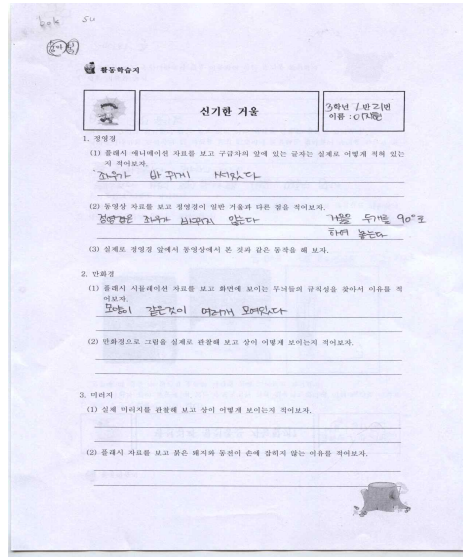 SU
활동학습지
신기한 거울
3학년 1반 21번
이름 :
1. 정영경
(1) 플래시 애니메이션 자료를 보고 구급차의 앞에 있는 글자는 실제로 어떻게 적혀 있는
지 적어보자.
좌우가 바뀌게 써있다
(2) 동영상 자료를 보고 정영경이 일반 거울과 다른 점을 적어보자.
정영경은 좌우가 바뀌지 않는다 거울을 두개를 90°로
하여 놓는다
(3) 실제로 정영경 앞에서 동영상에서 본 것과 같은 동작을 해 보자.
2. 만화경
(1) 플래시 시뮬레이션 자료를 보고 화면에 보이는 무늬들의 규칙성을 찾아서 이유를 적
어보자.
모양이 같은것이 여러개 모여있다
(2) 만화경으로 그림을 실제로 관찰해 보고 상이 어떻게 보이는지 적어보자.
3. 미러지
(1) 실제 미러지를 관찰해 보고 상이 어떻게 보이는지 적어보자.
(2) 플래시 자료를 보고 붉은 돼지와 동전이 손에 잡히지 않는 이유를 적어보자.